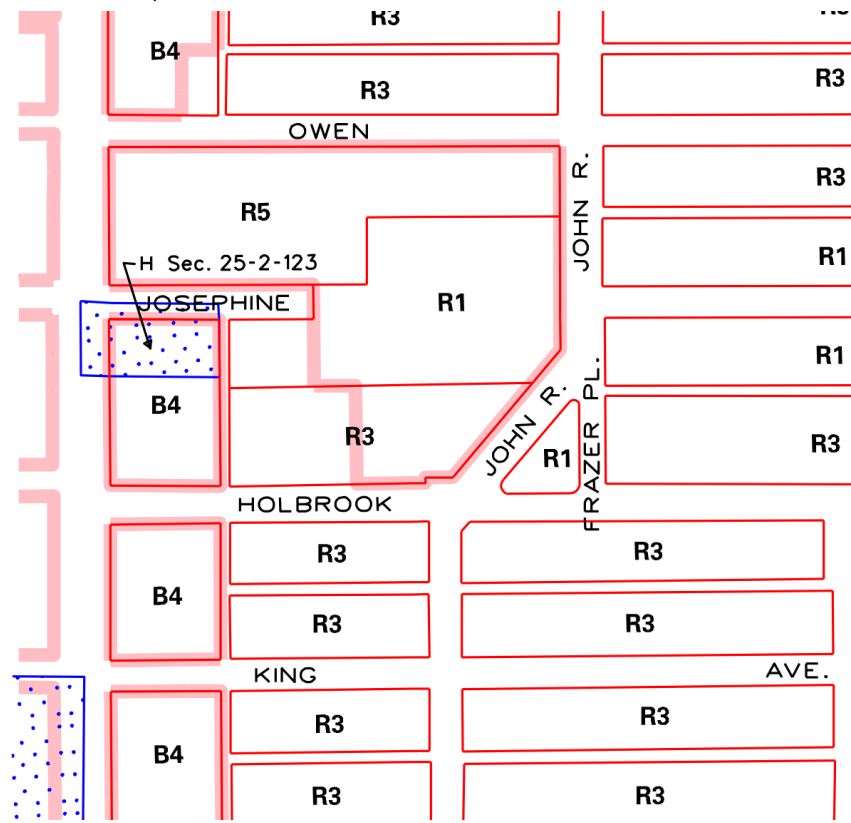 R3
B4
R3
R3
OWEN
R3
R5
JOHN R.
R1
H Sec. 25-2-123
JOSEPHINE
R1
R1
B4
R3
JOHN R.
FRAZER PL.
R1
R3
HOLBROOK
R3
R3
B4
R3
R3
KING
AVE.
R3
R3
B4
R3
R3